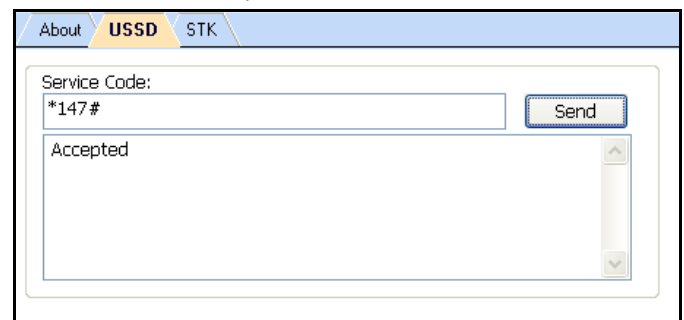 About USSD STK
Service Code:
*147#
Send
Accepted